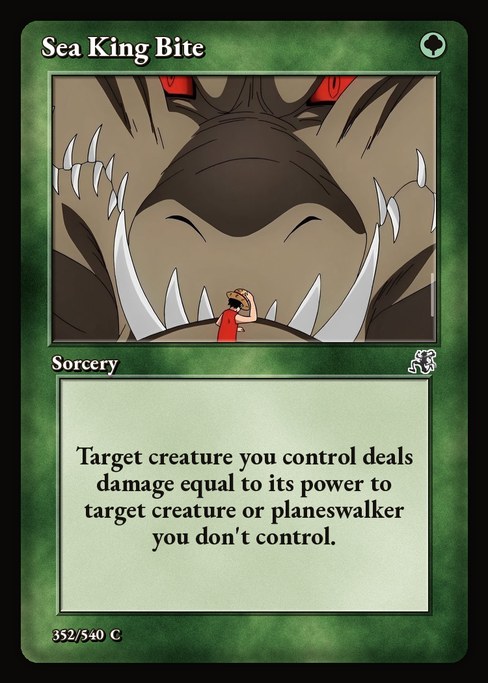 Sea King Bite
Sorcery
Target creature you control deals
damage equal to its power to
target creature or planeswalker
you don't control.
352/540 C